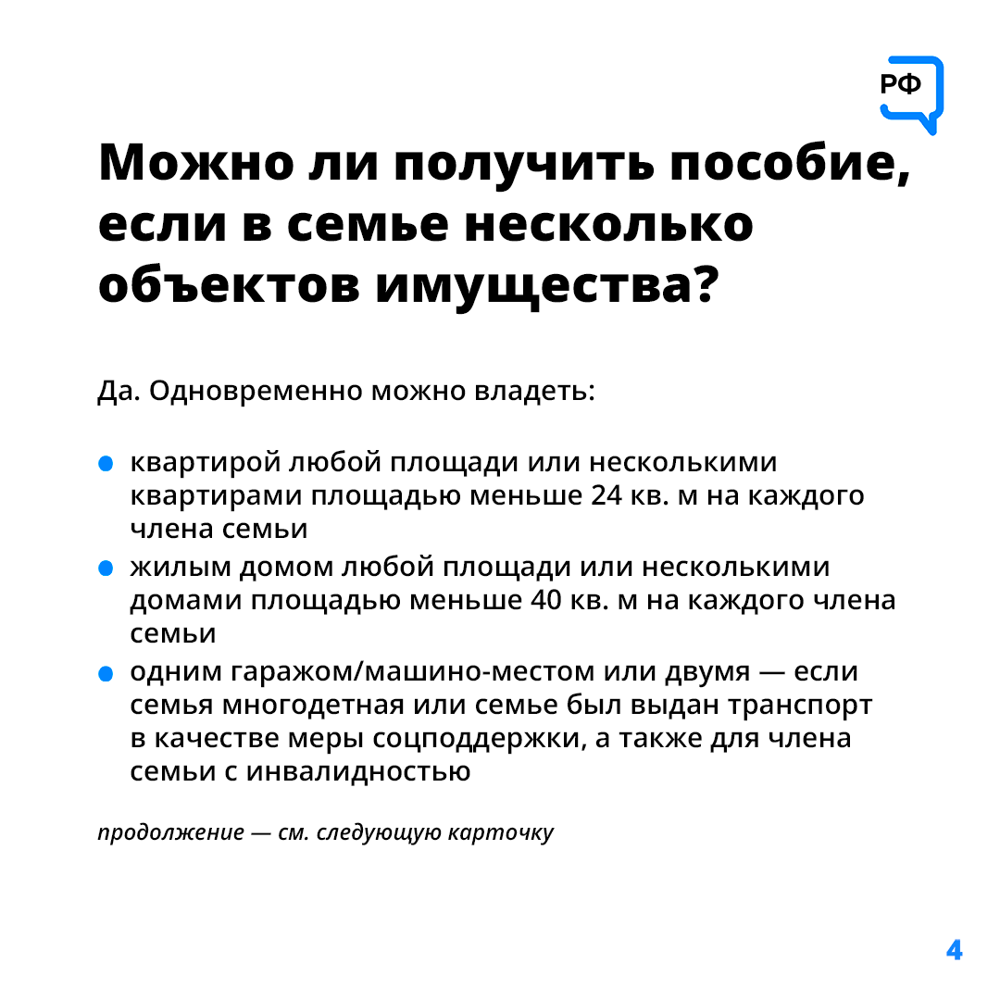 РФ
Можно ли получить пособие,
если в семье несколько
объектов имущества?
Да. Одновременно можно владеть:
квартирой любой площади или несколькими
квартирами площадью меньше 24 кв. м на каждого
члена семьи
жилым домом любой площади или несколькими
домами площадью меньше 40 кв. м на каждого члена
семьи
одним гаражом/машино-местом или двумя — если
семья многодетная или семье был выдан транспорт
в качестве меры соцподдержки, а также для члена
семьи с инвалидностью
продолжение — см. следующую карточку
4